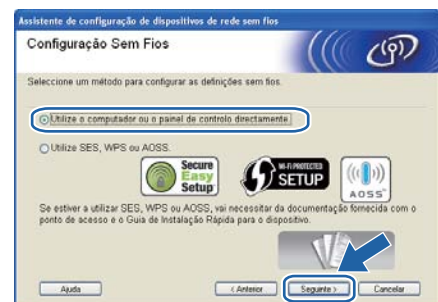 Assistente de configuração de dispositivos de rede sem fios
Configuração Sem Fios
Seleccione um método para configurar as definições sem fios.
Utilize o computador ou o painel de controlo directamente.
Utilize SES, WPS ou AOSS.
Secure
Easy
Setup
WI-FI PROTECTED
SETUP
AOSS
Se estiver a utilizar SES, WPS ou AOSS, vai necessitar da documentação fornecida com o
ponto de acesso e o Guia de Instalação Rápida para o dispositivo.
Ajuda
< Anterior
Seguinte >
Cancelar